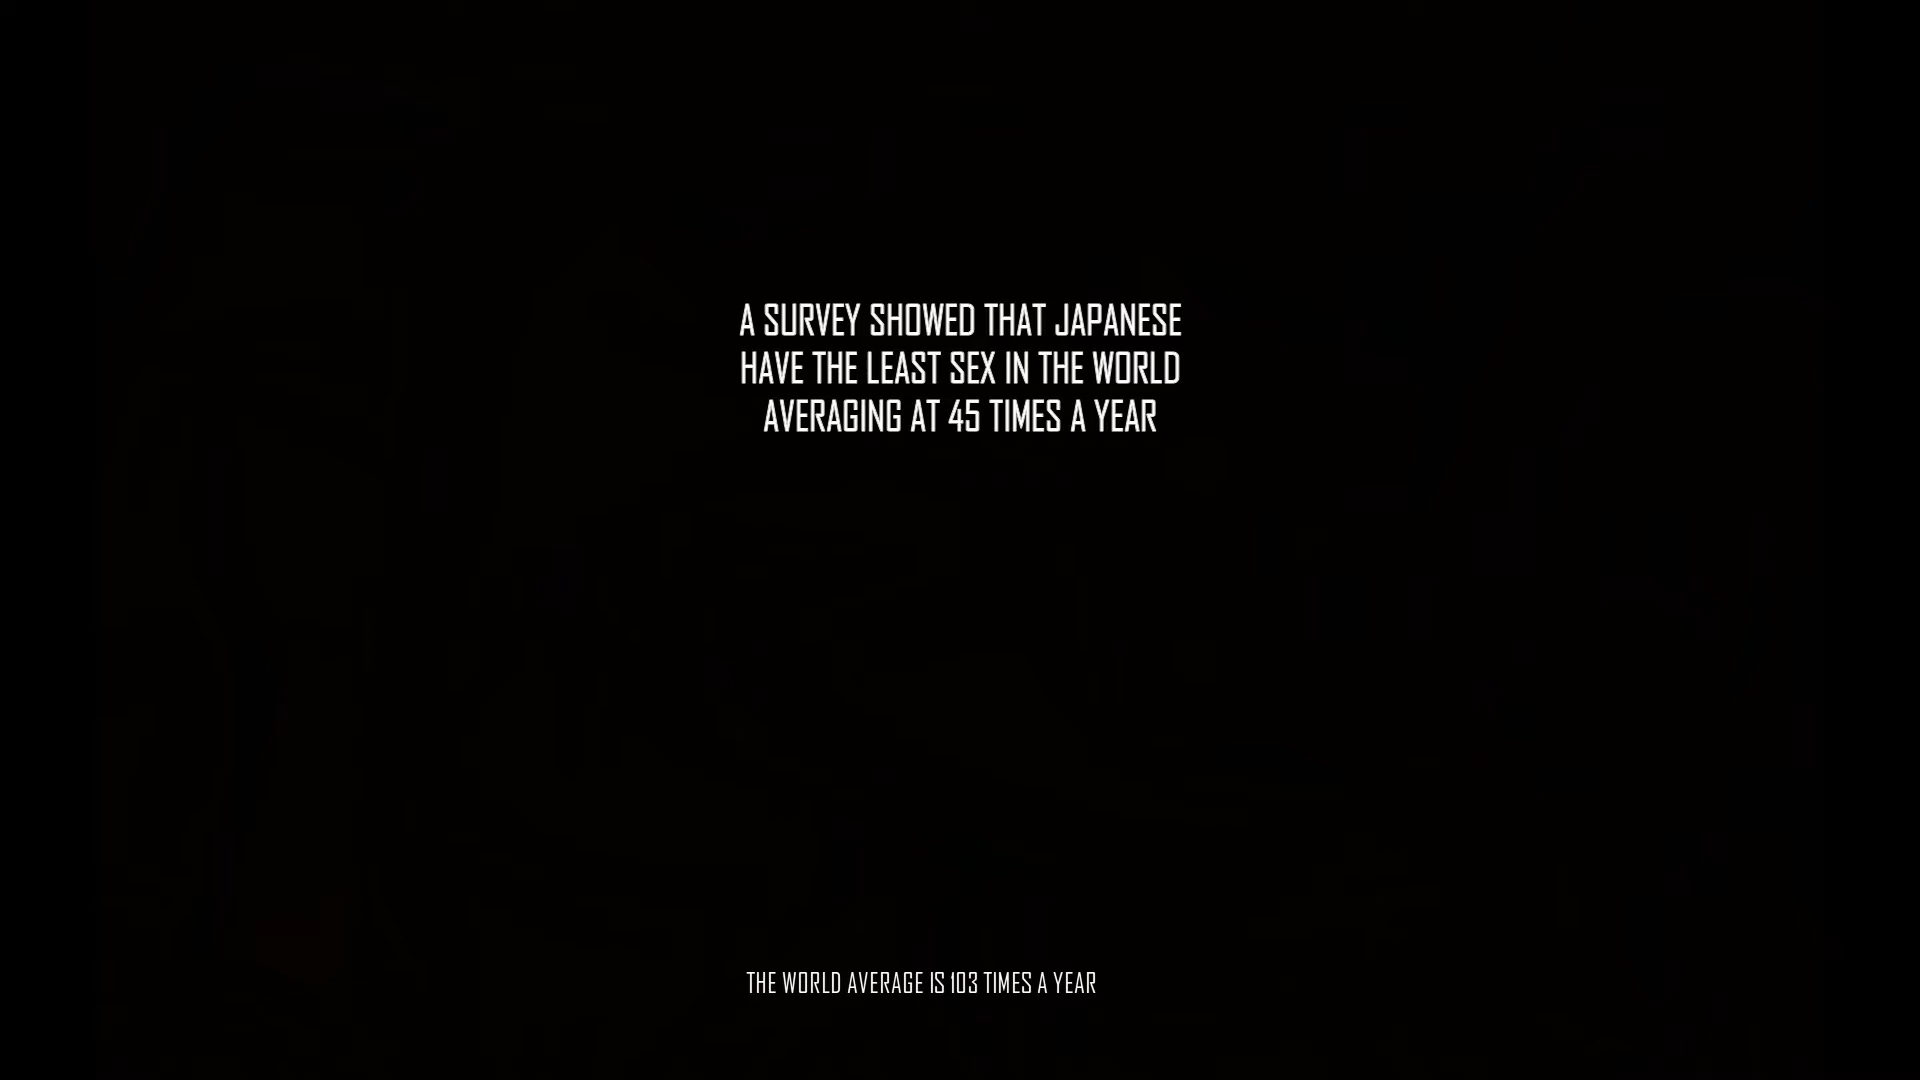 A SURVEY SHOWED THAT JAPANESE
HAVE THE LEAST SEX IN THE WORLD
AVERAGING AT 45 TIMES A YEAR
THE WORLD AVERAGE IS 103 TIMES A YEAR